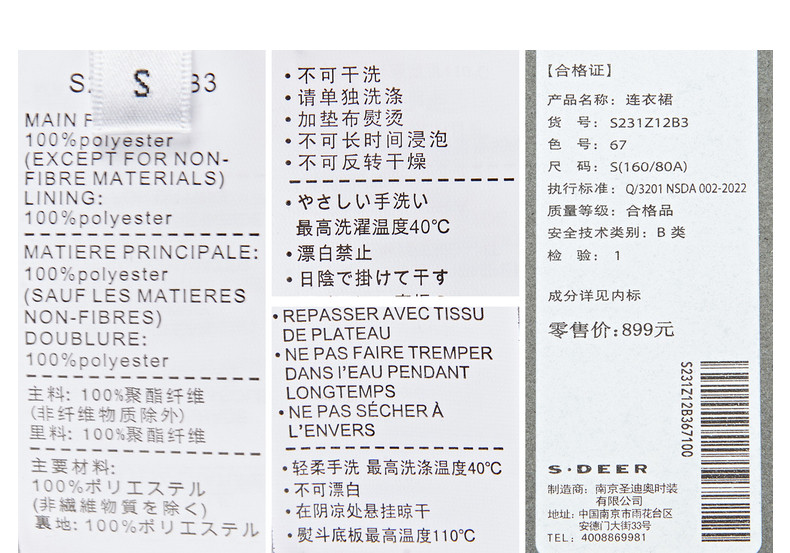 S
S
B3
MAIN F
100%polyester
(EXCEPT FOR NON-
FIBRE MATERIALS)
LINING:
100%polyester
MATIERE PRINCIPALE:
100%polyester
(SAUF LES MATIERES
NON-FIBRES)
DOUBLURE:
100%polyester
主料: 100%聚酯纤维
(非纤维物质除外)
里料: 100%聚酯纤维
主要材料:
100%ポリエステル
(非繊維物質を除く)
裏地: 100%ポリエステル
•不可干洗
•请单独洗涤
•加垫布熨烫
•不可长时间浸泡
•不可反转干燥
•やさしい手洗い
最高洗濯温度40℃
•漂白禁止
•日陰で掛けて干す
•REPASSER AVEC TISSU
DE PLATEAU
•NE PAS FAIRE TREMPER
DANS l'EAU PENDANT
LONGTEMPS
•NE PAS SÉCHER À
L'ENVERS
•轻柔手洗 最高洗涤温度40℃
•不可漂白
•在阴凉处悬挂晾干
•熨斗底板最高温度110℃
【合格证】
产品名称: 连衣裙
货 号: S231Z12B3
色 号: 67
尺 码: S(160/80A)
执行标准: Q/3201 NSDA 002-2022
质量等级: 合格品
安全技术类别: B 类
检 验: 1
成分详见内标
零售价:899元
S231Z12B367100
S·DEER
制造商: 南京圣迪奥时装
有限公司
地址: 中国南京市雨花台区
安德门大街33号
TEL: 4008869981